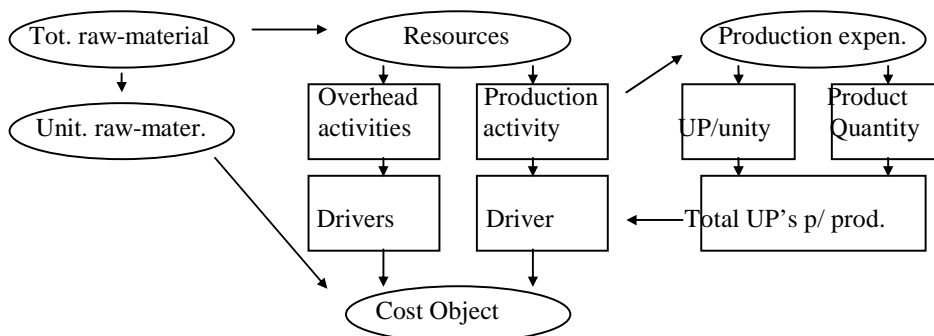 Tot. raw-material
Resources
Production expen.
Unit. raw-mater.
Overhead
activities
Production
activity
UP/unity
Product
Quantity
Drivers
Driver
Total UP’s p/ prod.
Cost Object